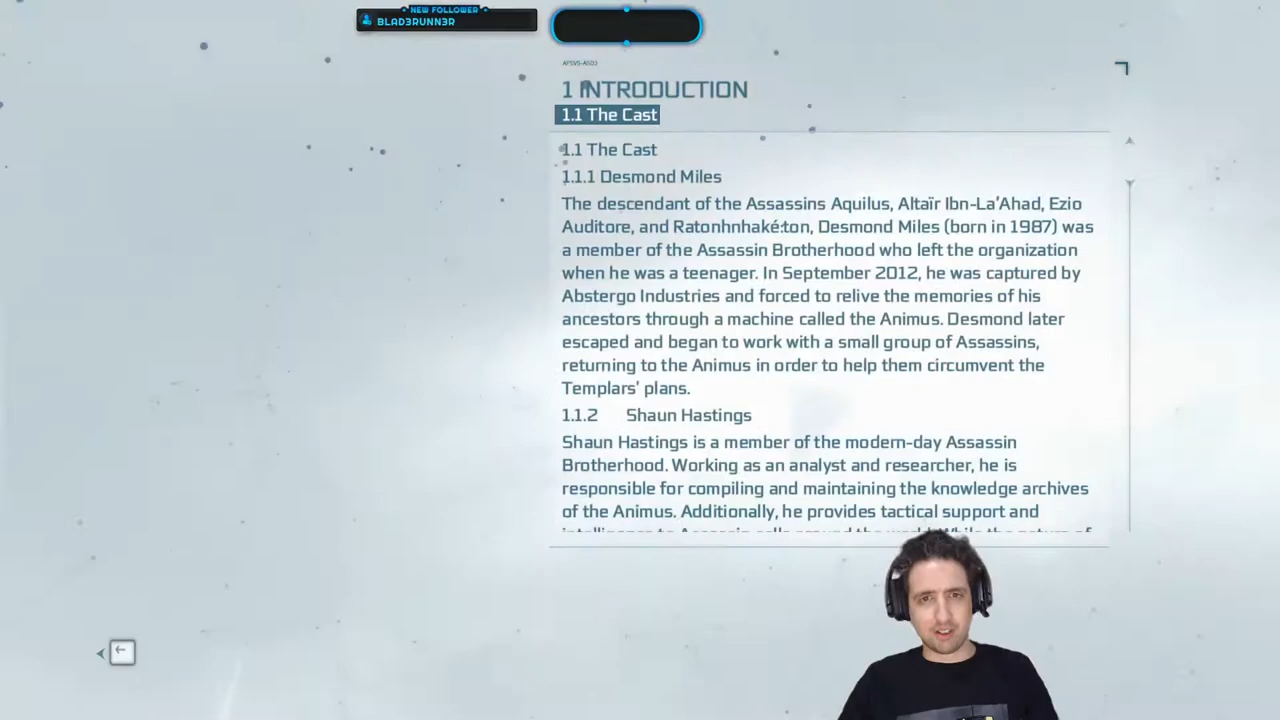 NEW FOLLOWER
BLAD3RUNN3R
1 INTRODUCTION
1.1 The Cast
1.1 The Cast
1.1.1 Desmond Miles
The descendant of the Assassins Aquilus, Altaïr Ibn-La'Ahad, Ezio
Auditore, and Ratonhnhaké:ton, Desmond Miles (born in 1987) was
a member of the Assassin Brotherhood who left the organization
when he was a teenager. In September 2012, he was captured by
Abstergo Industries and forced to relive the memories of his
ancestors through a machine called the Animus. Desmond later
escaped and began to work with a small group of Assassins,
returning to the Animus in order to help them circumvent the
Templars' plans.
1.1.2 Shaun Hastings
Shaun Hastings is a member of the modern-day Assassin
Brotherhood. Working as an analyst and researcher, he is
responsible for compiling and maintaining the knowledge archives
of the Animus. Additionally, he provides tactical support and